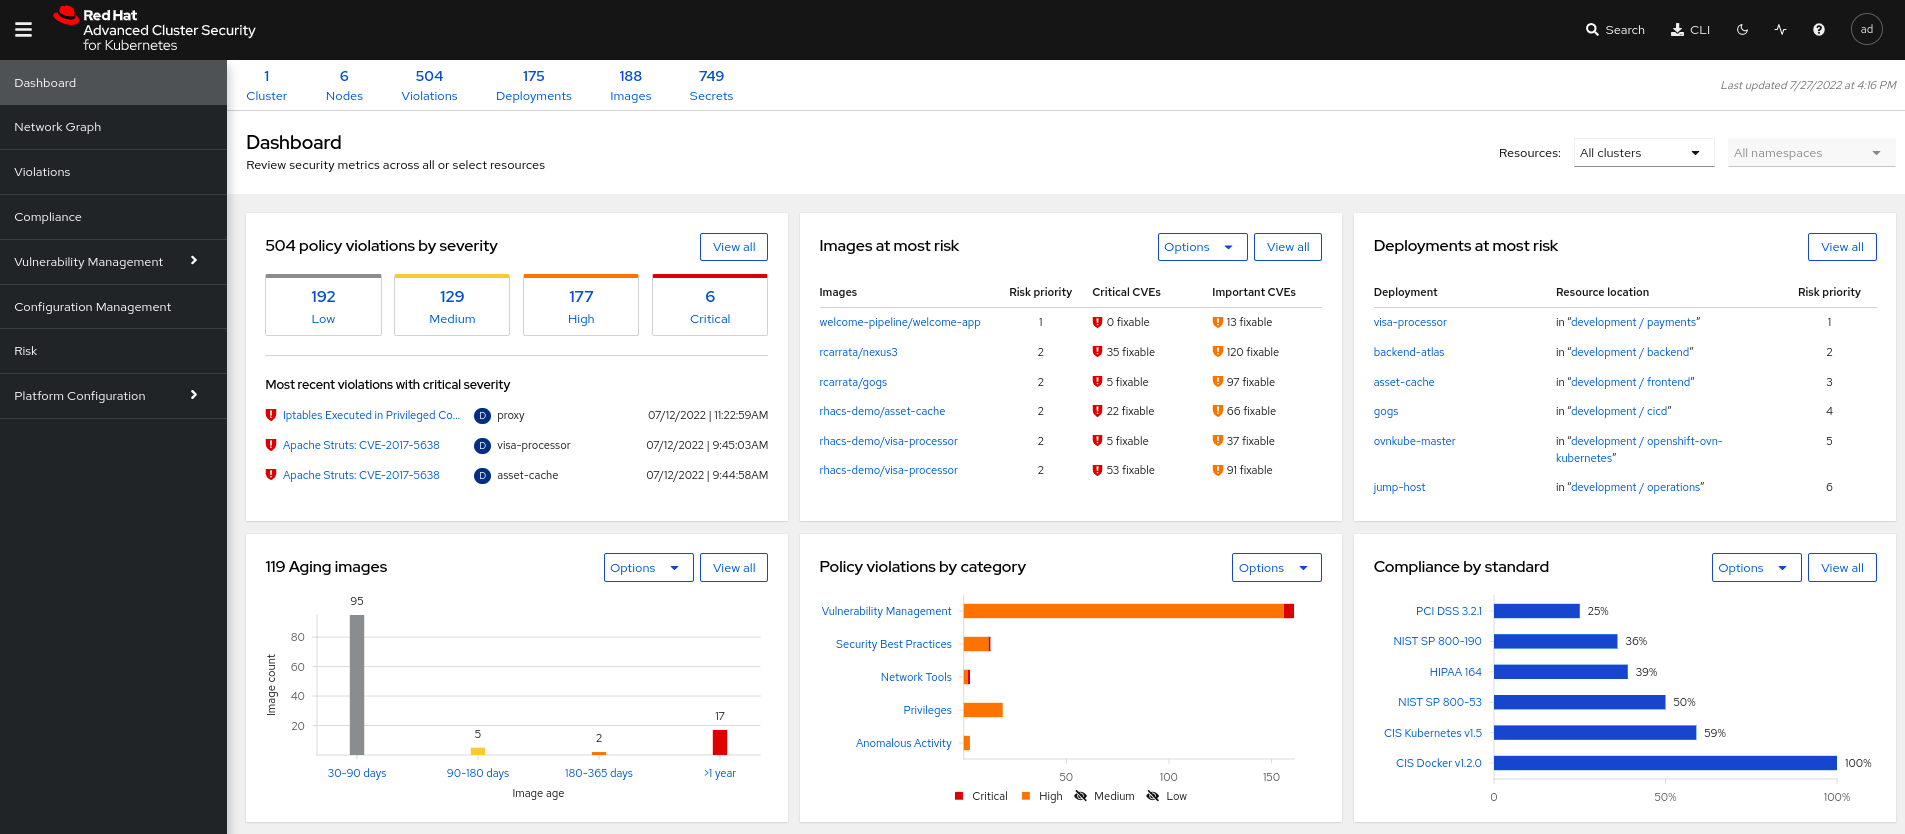 Red Hat
Advanced Cluster Security
for Kubernetes
Search
CLI
ad
Dashboard
Network Graph
Violations
Compliance
Vulnerability Management
Configuration Management
Risk
Platform Configuration
1 6 504 175 188 749
Cluster Nodes Violations Deployments Images Secrets
Last updated 7/27/2022 at 4:16 PM
Dashboard
Review security metrics across all or select resources
Resources: All clusters All namespaces
504 policy violations by severity View all
192 129 177 6
Low Medium High Critical
Most recent violations with critical severity
Iptables Executed in Privileged Co... D proxy 07/12/2022 | 11:22:59AM
Apache Struts: CVE-2017-5638 D visa-processor 07/12/2022 | 9:45:03AM
Apache Struts: CVE-2017-5638 D asset-cache 07/12/2022 | 9:44:58AM
Images at most risk Options View all
Images Risk priority Critical CVEs Important CVEs
welcome-pipeline/welcome-app 1 0 fixable 13 fixable
rcarrata/nexus3 2 35 fixable 120 fixable
rcarrata/gogs 2 5 fixable 97 fixable
rhacs-demo/asset-cache 2 22 fixable 66 fixable
rhacs-demo/visa-processor 2 5 fixable 37 fixable
rhacs-demo/visa-processor 2 53 fixable 91 fixable
Deployments at most risk View all
Deployment Resource location Risk priority
visa-processor in “development / payments” 1
backend-atlas in “development / backend” 2
asset-cache in “development / frontend” 3
gogs in “development / cicd” 4
ovnkube-master in “development / openshift-ovn- 5
kubernetes”
jump-host in “development / operations” 6
119 Aging images Options View all
95
80
60
40
20
Image count
5
2
17
30-90 days 90-180 days 180-365 days >1 year
Image age
Policy violations by category Options
Vulnerability Management
Security Best Practices
Network Tools
Privileges
Anomalous Activity
50 100 150
Critical High Medium Low
Compliance by standard Options View all
PCI DSS 3.2.1 25%
NIST SP 800-190 36%
HIPAA 164 39%
NIST SP 800-53 50%
CIS Kubernetes v1.5 59%
CIS Docker v1.2.0 100%
0 50% 100%